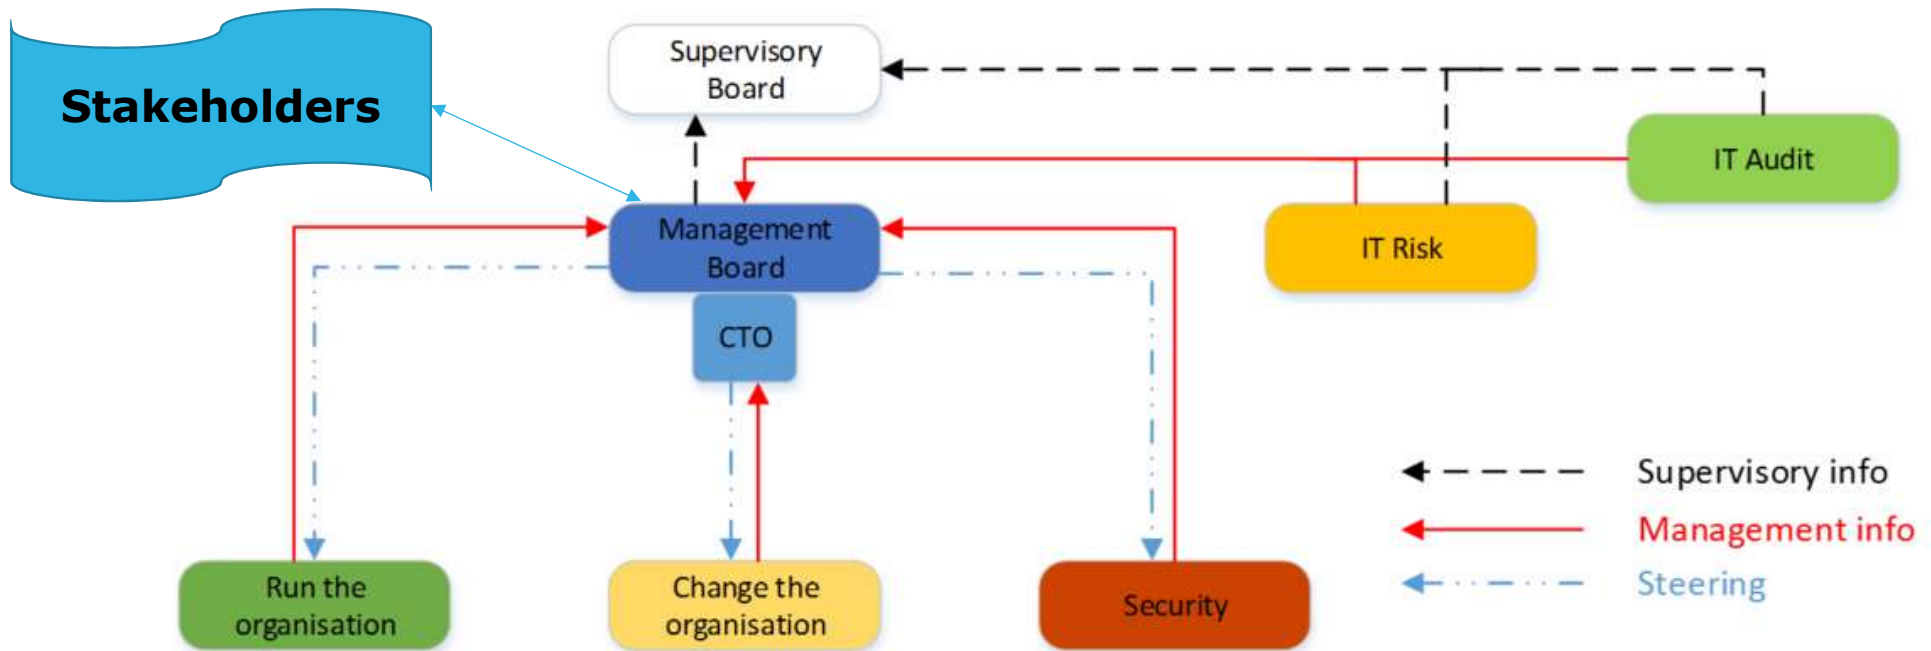 Stakeholders
Supervisory
Board
IT Audit
Management
Board
IT Risk
CTO
Supervisory info
Management info
Steering
Run the
organisation
Change the
organisation
Security